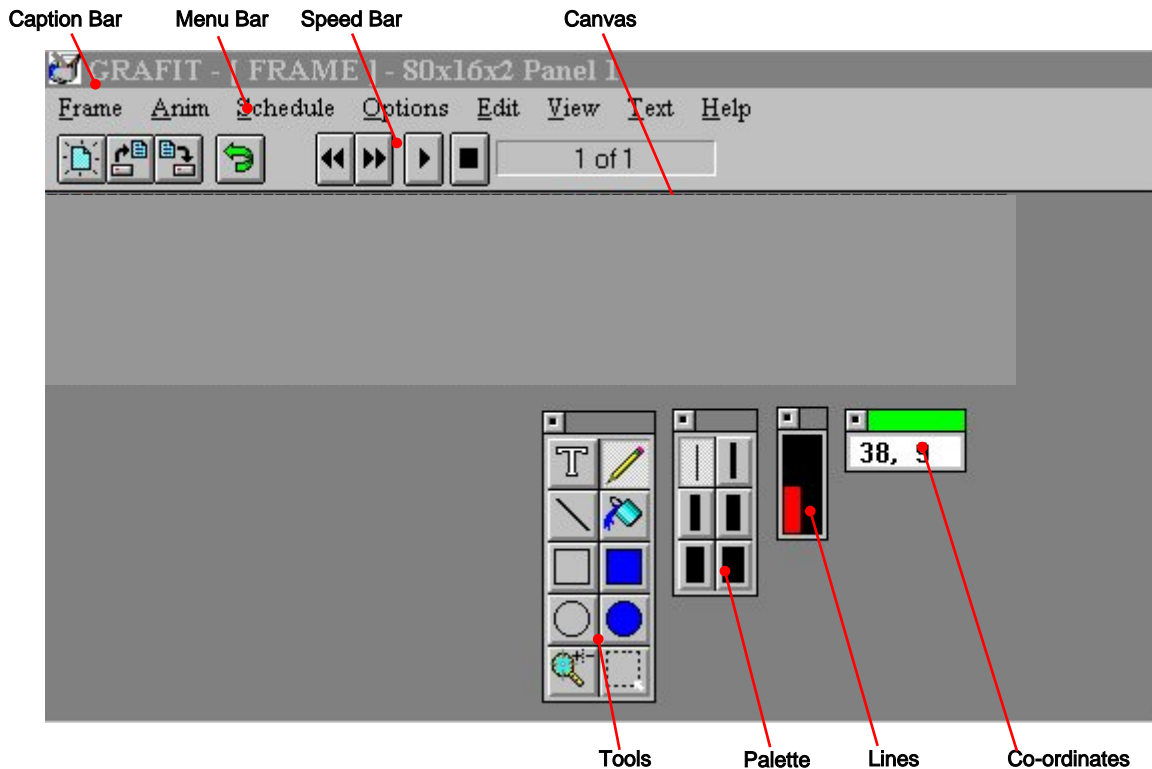 Caption Bar Menu Bar Speed Bar Canvas
GRAFIT - [ FRAME ] - 80x16x2 Panel 1
Frame Anim Schedule Options Edit View Text Help
1 of 1
T
38, 9
Tools Palette Lines Co-ordinates